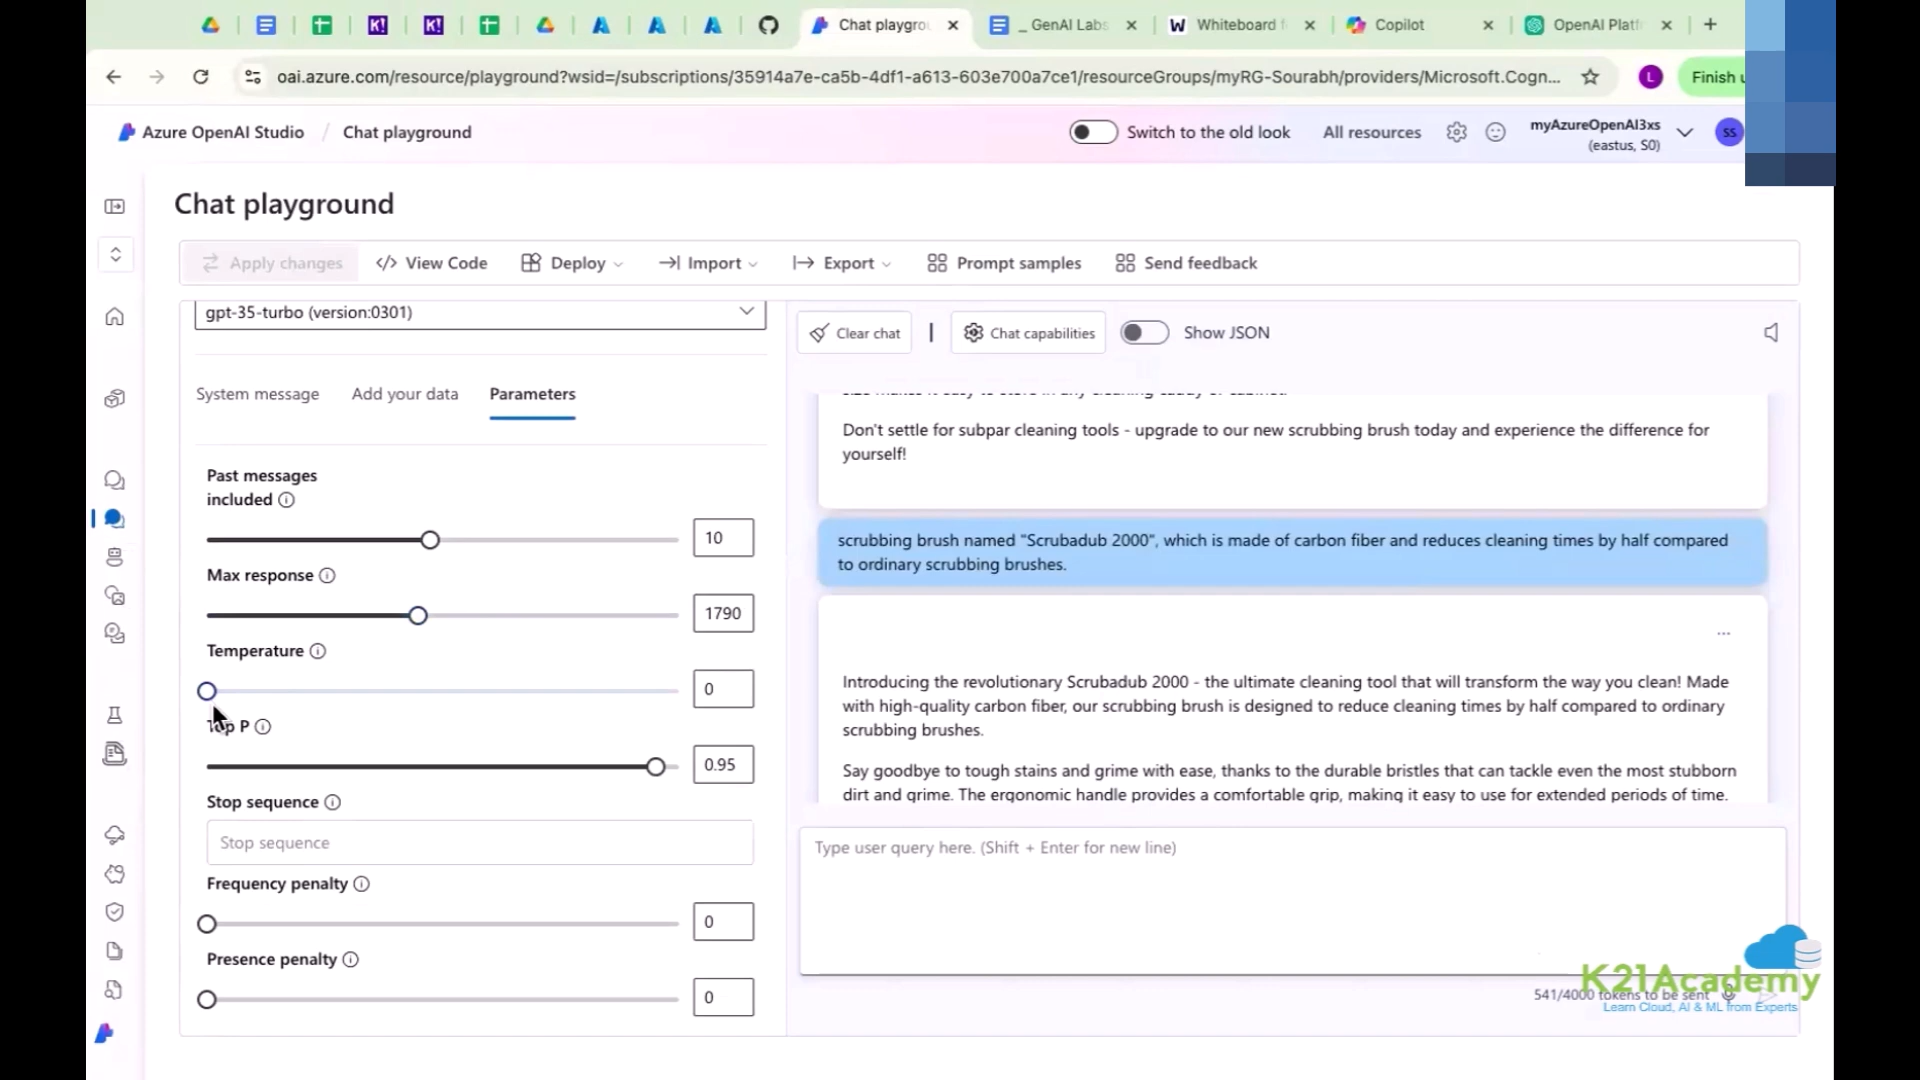 Chat playgrou
_ GenAI Labs
Whiteboard f
Copilot
OpenAI Platf
oai.azure.com/resource/playground?wsid=/subscriptions/35914a7e-ca5b-4df1-a613-603e700a7ce1/resourceGroups/myRG-Sourabh/providers/Microsoft.Cogn...
L
Finish u
Azure OpenAI Studio / Chat playground
Switch to the old look
All resources
myAzureOpenAI3xs
(eastus, S0)
SS
Chat playground
Apply changes
View Code
Deploy
Import
Export
Prompt samples
Send feedback
gpt-35-turbo (version:0301)
System message
Add your data
Parameters
Past messages
included
10
Max response
1790
Temperature
0
Top P
0.95
Stop sequence
Stop sequence
Frequency penalty
0
Presence penalty
0
Clear chat
Chat capabilities
Show JSON
Don't settle for subpar cleaning tools - upgrade to our new scrubbing brush today and experience the difference for
yourself!
scrubbing brush named "Scrubadub 2000", which is made of carbon fiber and reduces cleaning times by half compared
to ordinary scrubbing brushes.
...
Introducing the revolutionary Scrubadub 2000 - the ultimate cleaning tool that will transform the way you clean! Made
with high-quality carbon fiber, our scrubbing brush is designed to reduce cleaning times by half compared to ordinary
scrubbing brushes.
Say goodbye to tough stains and grime with ease, thanks to the durable bristles that can tackle even the most stubborn
dirt and grime. The ergonomic handle provides a comfortable grip, making it easy to use for extended periods of time.
Type user query here. (Shift + Enter for new line)
541/4000 tokens to be sent
K21Academy
Learn Cloud, AI & ML from Experts